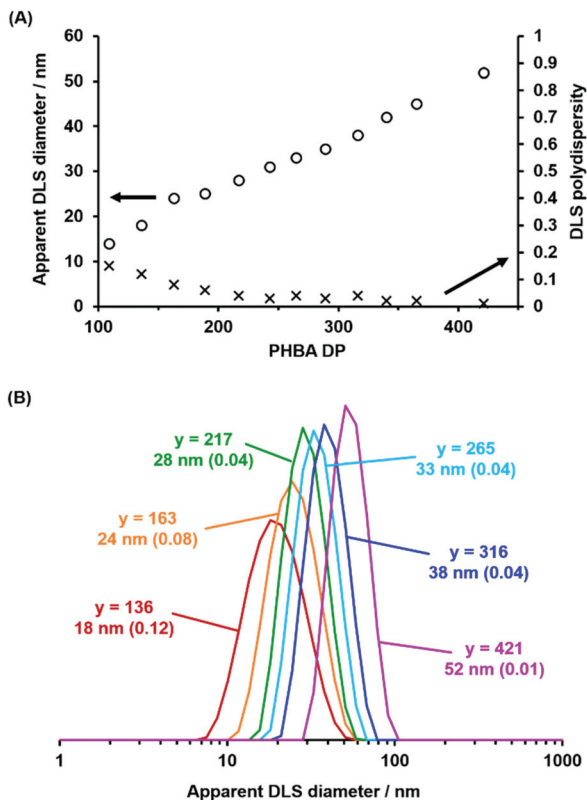 (A)
Apparent DLS diameter / nm
60
50
40
30
20
10
0
1
0.9
0.8
0.7
0.6
0.5
0.4
0.3
0.2
0.1
0
DLS polydispersity
100
200
300
400
PHBA DP
(B)
y = 217
28 nm (0.04)
y = 265
33 nm (0.04)
y = 163
24 nm (0.08)
y = 316
38 nm (0.04)
y = 136
18 nm (0.12)
y = 421
52 nm (0.01)
1
10
100
1000
Apparent DLS diameter / nm